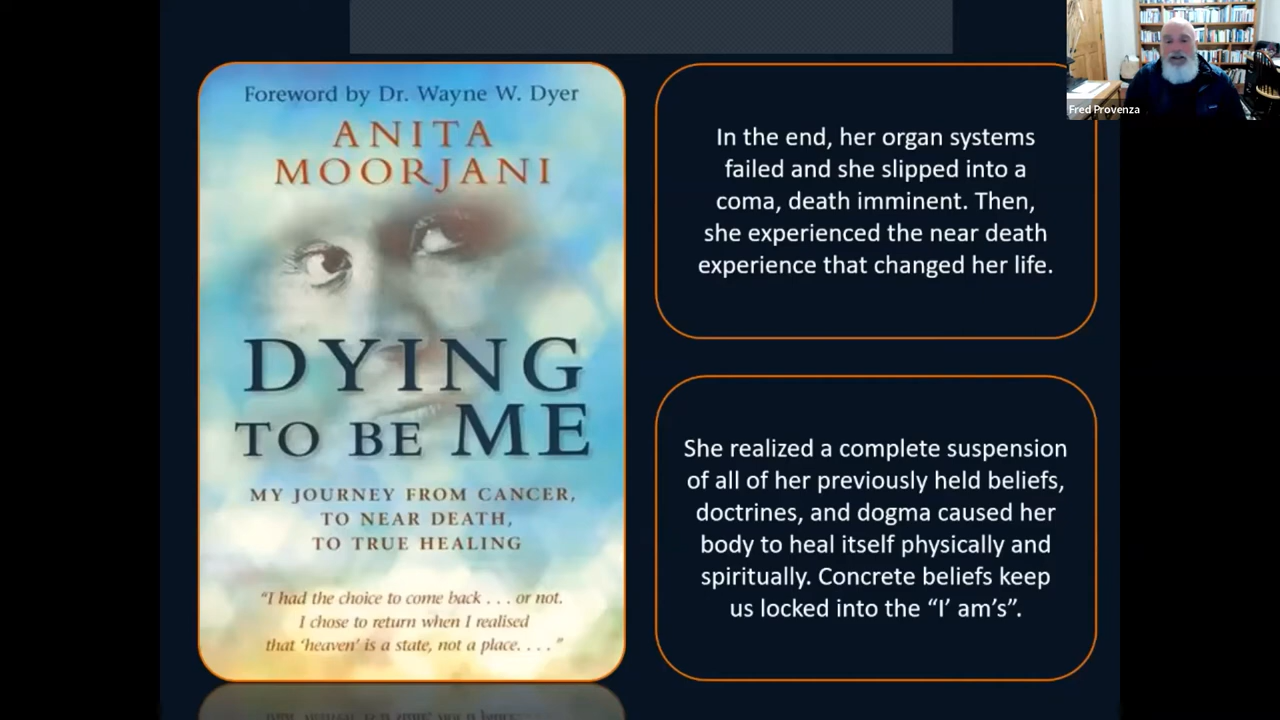 Foreword by Dr. Wayne W. Dyer
ANITA
MOORJANI
DYING
TO BE ME
MY JOURNEY FROM CANCER,
TO NEAR DEATH,
TO TRUE HEALING
“I had the choice to come back . . . or not.
I chose to return when I realised
that ‘heaven’ is a state, not a place. . . . ”
In the end, her organ systems
failed and she slipped into a
coma, death imminent. Then,
she experienced the near death
experience that changed her life.
She realized a complete suspension
of all of her previously held beliefs,
doctrines, and dogma caused her
body to heal itself physically and
spiritually. Concrete beliefs keep
us locked into the “I’ am’s”.
Fred Provenza